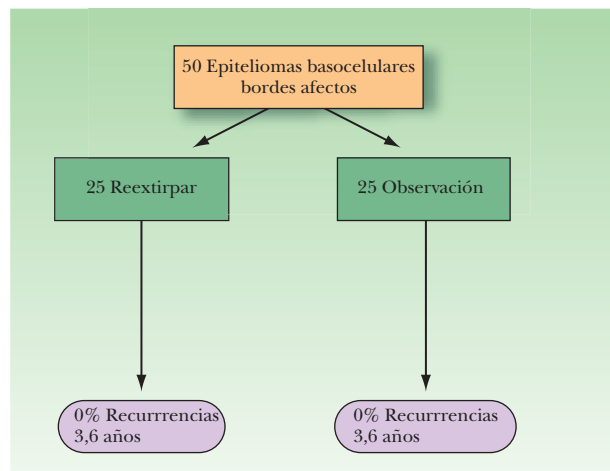 50 Epiteliomas basocelulares
bordes afectos
25 Reextirpar
25 Observación
0% Recurrrencias
3,6 años
0% Recurrrencias
3,6 años